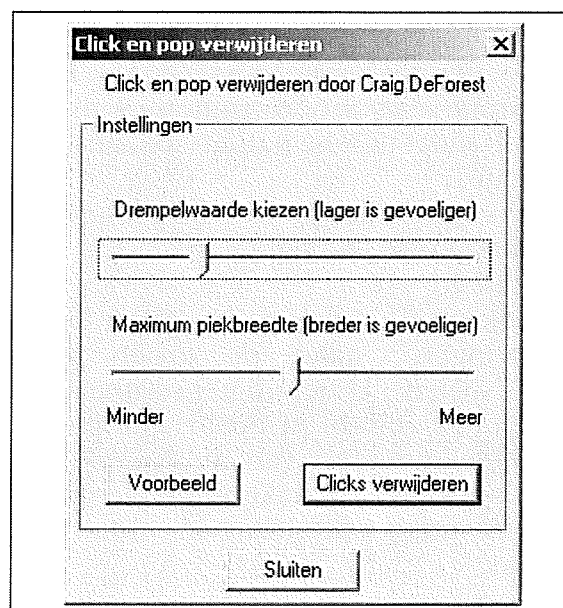 Click en pop verwijderen
Click en pop verwijderen door Craig DeForest
Instellingen
Drempelwaarde kiezen (lager is gevoeliger)
Maximum piekbreedte (breder is gevoeliger)
Minder Meer
Voorbeeld Clicks verwijderen
Sluiten